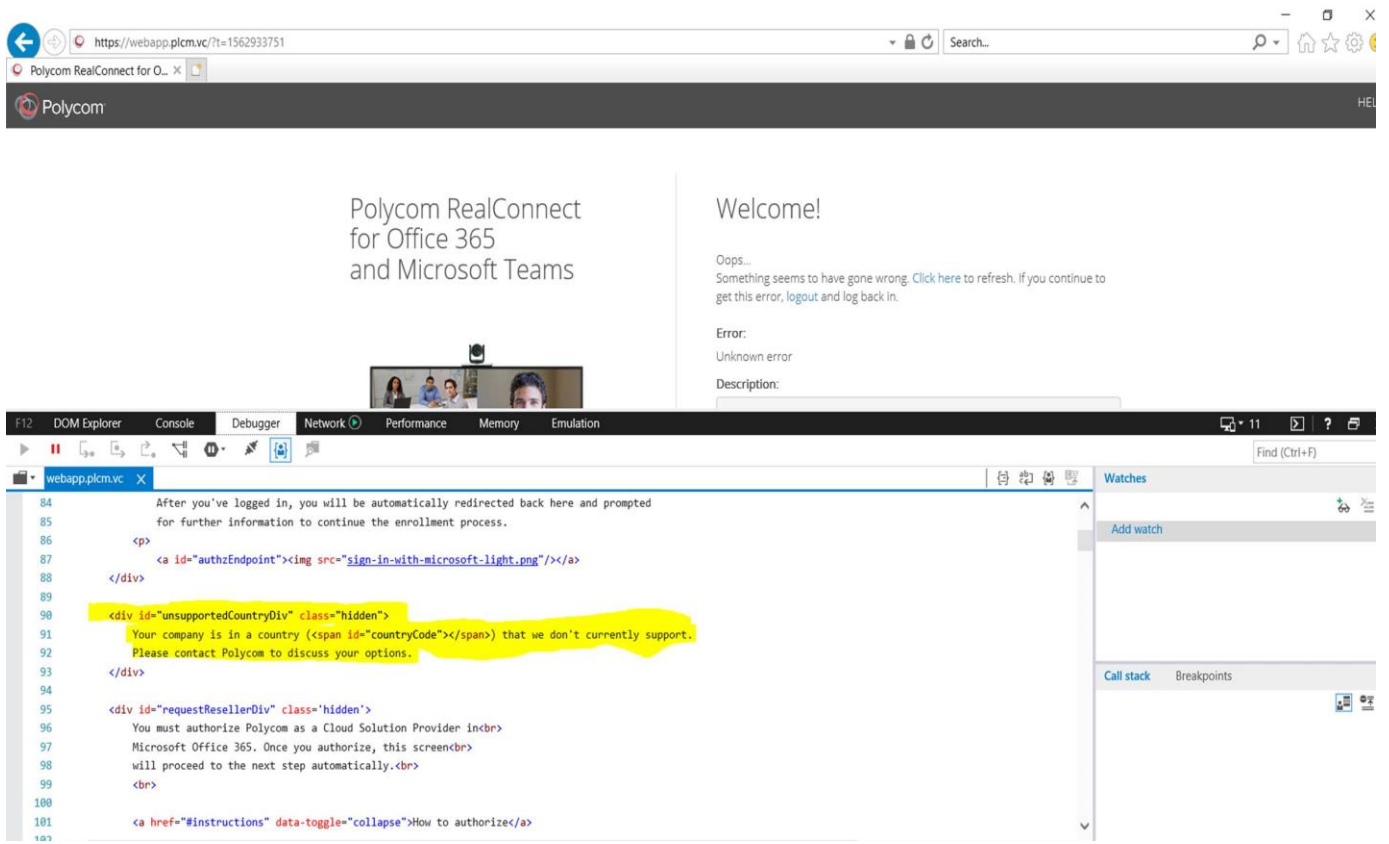 https://webapp.plcm.vc/?t=1562933751
Search...
Polycom RealConnect for O...
Polycom
HEL
Polycom RealConnect
for Office 365
and Microsoft Teams
Welcome!
Oops...
Something seems to have gone wrong. Click here to refresh. If you continue to
get this error, logout and log back in.
Error:
Unknown error
Description:
F12 DOM Explorer Console Debugger Network Performance Memory Emulation 11 ?
Find (Ctrl+F)
webapp.plcm.vc
Watches
Add watch
84 After you've logged in, you will be automatically redirected back here and prompted
85 for further information to continue the enrollment process.
86 <p>
87 <a id="authzEndpoint"><img src="sign-in-with-microsoft-light.png"/></a>
88 </div>
89
90 <div id="unsupportedCountryDiv" class="hidden">
91 Your company is in a country (<span id="countryCode"></span>) that we don't currently support.
92 Please contact Polycom to discuss your options.
93 </div>
94
95 <div id="requestResellerDiv" class='hidden'>
96 You must authorize Polycom as a Cloud Solution Provider in<br>
97 Microsoft Office 365. Once you authorize, this screen<br>
98 will proceed to the next step automatically.<br>
99 <br>
100
101 <a href="#instructions" data-toggle="collapse">How to authorize</a>
102
Call stack Breakpoints